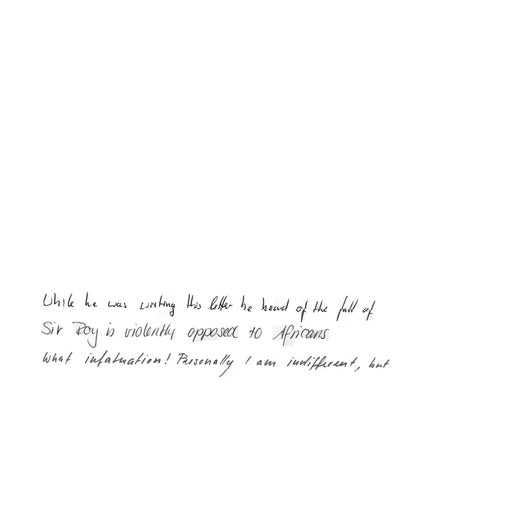 While he was writing this letter he heard of the fall of
Sir Roy is violently opposed to Africans
what infatuation! Personally I am indifferent, but